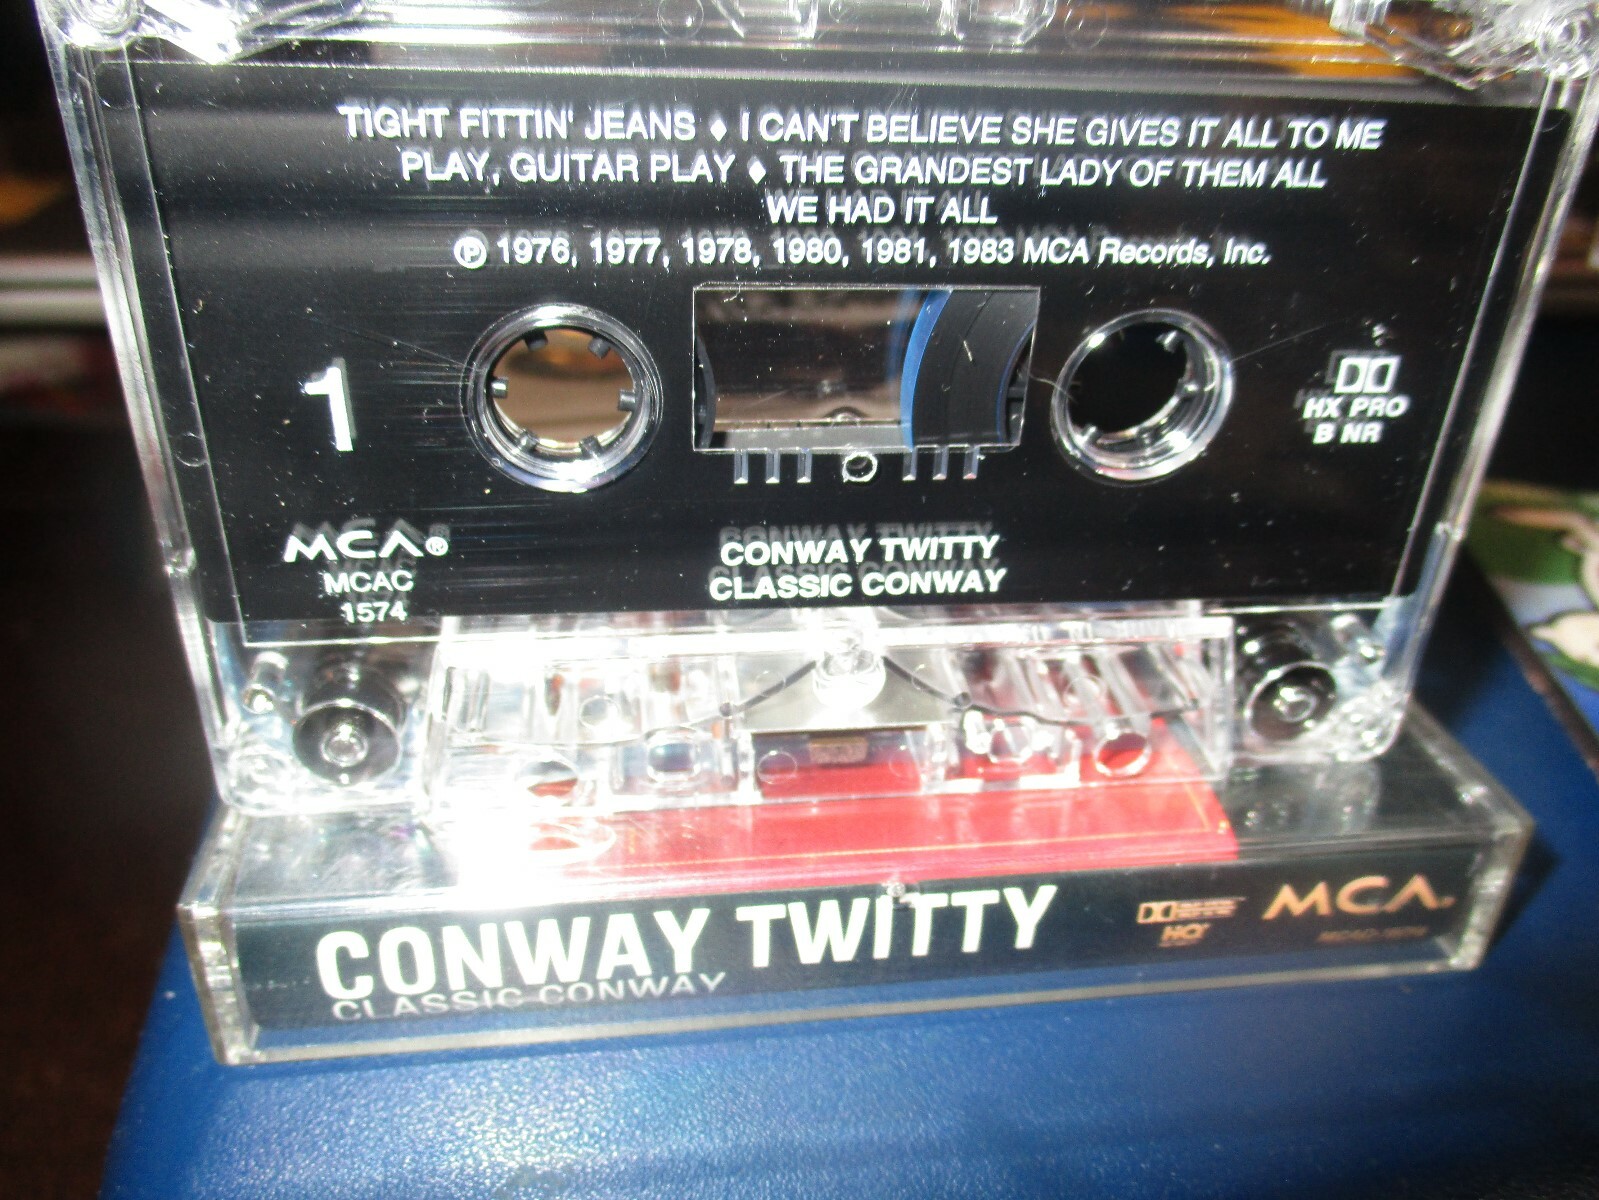 TIGHT FITTIN' JEANS ♦ I CAN'T BELIEVE SHE GIVES IT ALL TO ME
PLAY, GUITAR PLAY ♦ THE GRANDEST LADY OF THEM ALL
WE HAD IT ALL
℗ 1976, 1977, 1978, 1980, 1981, 1983 MCA Records, Inc.
1
HX PRO
B NR
MCA®
MCAC
1574
CONWAY TWITTY
CLASSIC CONWAY
CONWAY TWITTY
CLASSIC CONWAY
HQ
MCA